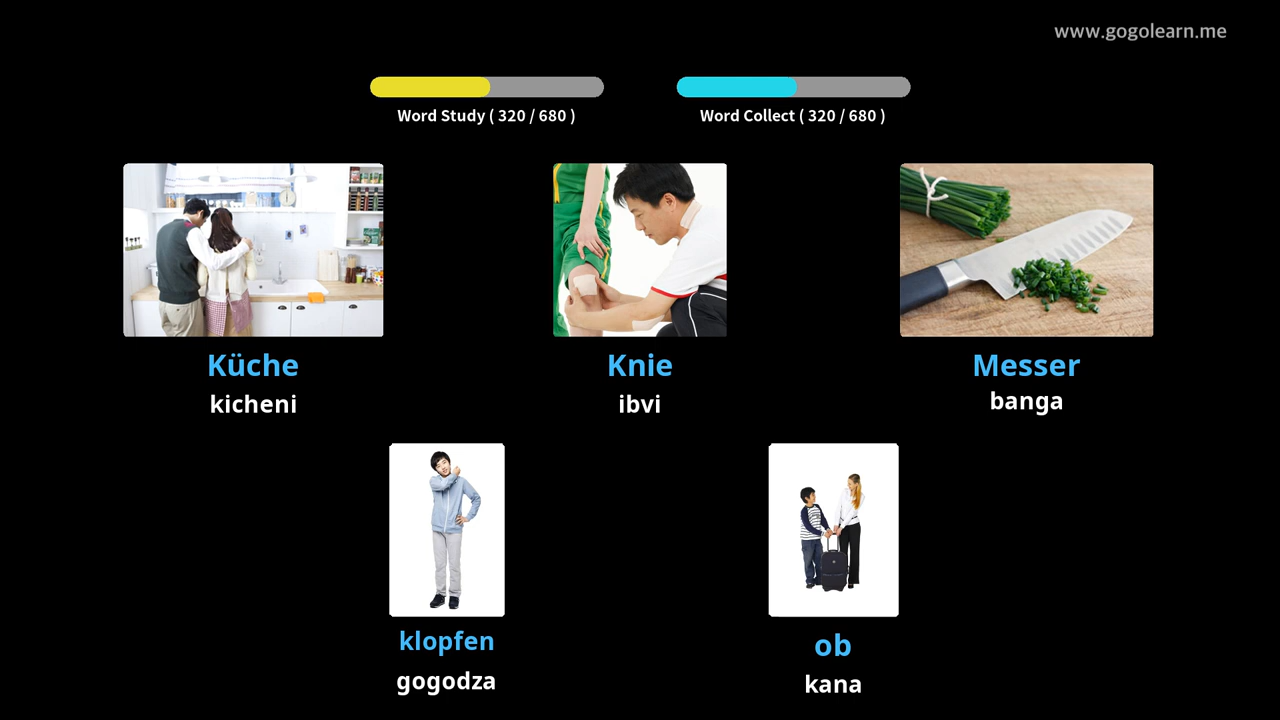 www.gogolearn.me
Word Study ( 320 / 680 )
Word Collect ( 320 / 680 )
Küche
kicheni
Knie
ibvi
Messer
banga
klopfen
gogodza
ob
kana